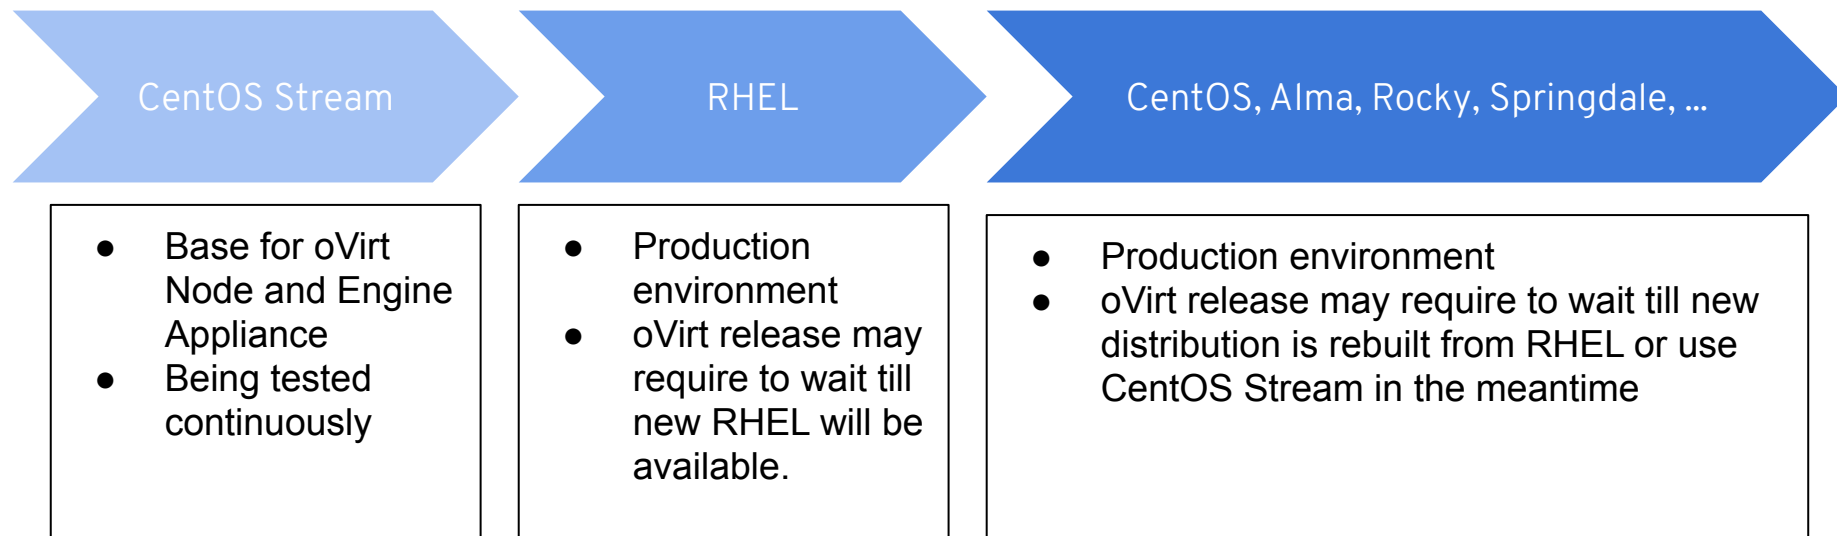 CentOS Stream
RHEL
CentOS, Alma, Rocky, Springdale, ...
● Base for oVirt
Node and Engine
Appliance
● Being tested
continuously
● Production
environment
● oVirt release may
require to wait till
new RHEL will be
available.
● Production environment
● oVirt release may require to wait till new
distribution is rebuilt from RHEL or use
CentOS Stream in the meantime